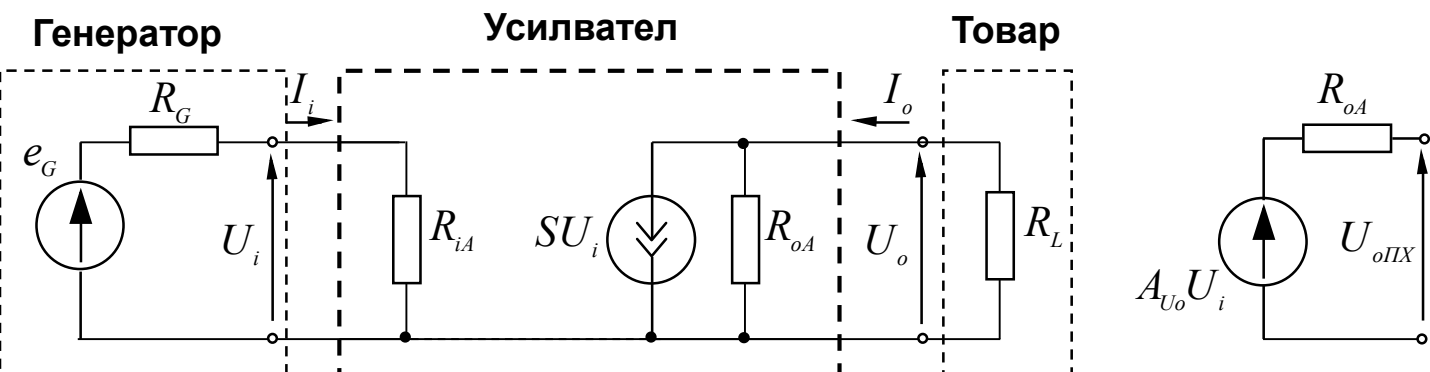 Генератор Усилвател Товар
R_G I_i I_o R_oA
e_G U_i R_iA SU_i R_oA U_o R_L U_oПХ
A_Uo U_i